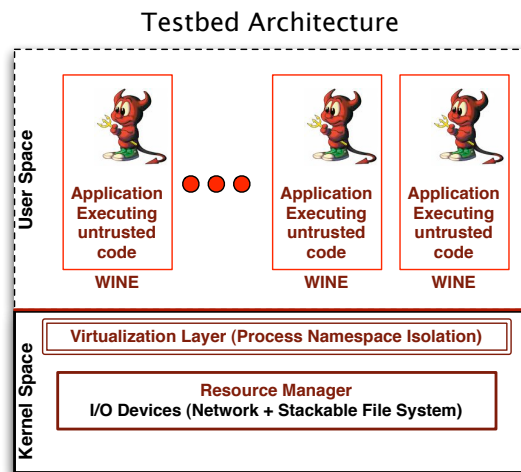 Testbed Architecture
User Space
Application
Executing
untrusted
code
WINE
Application
Executing
untrusted
code
WINE
Application
Executing
untrusted
code
WINE
Kernel Space
Virtualization Layer (Process Namespace Isolation)
Resource Manager
I/O Devices (Network + Stackable File System)